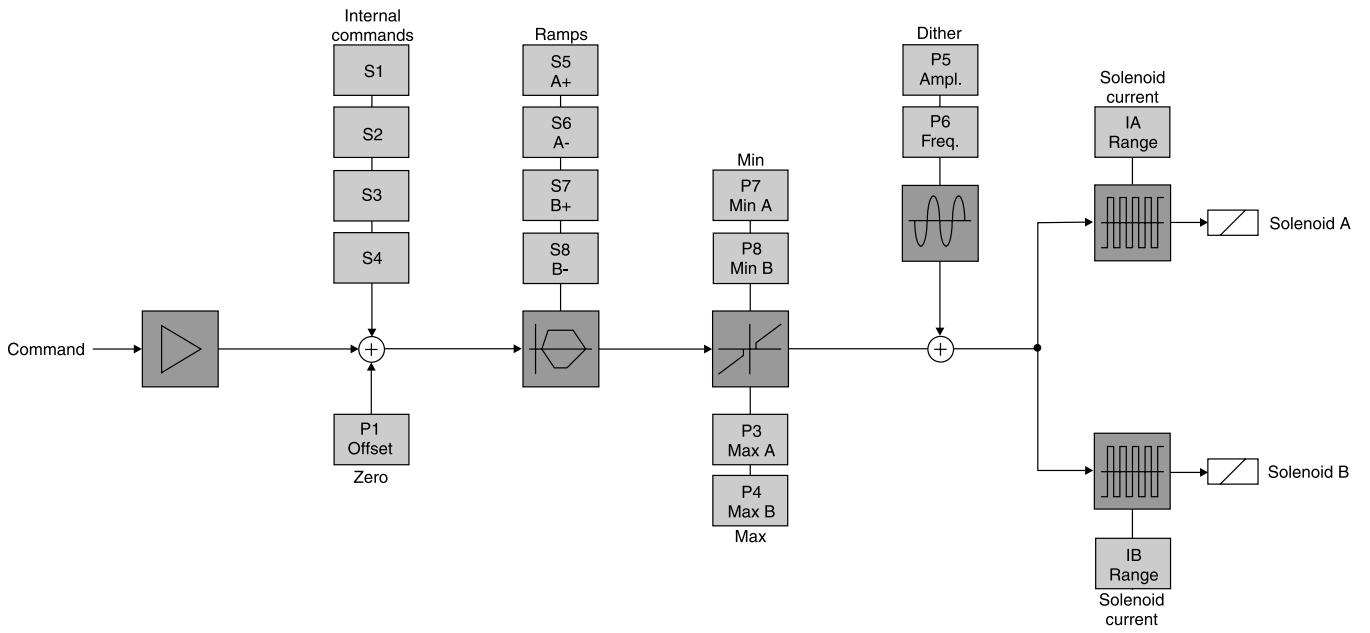 Internal
commands
S1
S2
S3
S4
Ramps
S5
A+
S6
A-
S7
B+
S8
B-
Min
P7
Min A
P8
Min B
Dither
P5
Ampl.
P6
Freq.
Solenoid
current
IA
Range
Solenoid A
Command
P1
Offset
Zero
P3
Max A
P4
Max B
Max
Solenoid B
IB
Range
Solenoid
current